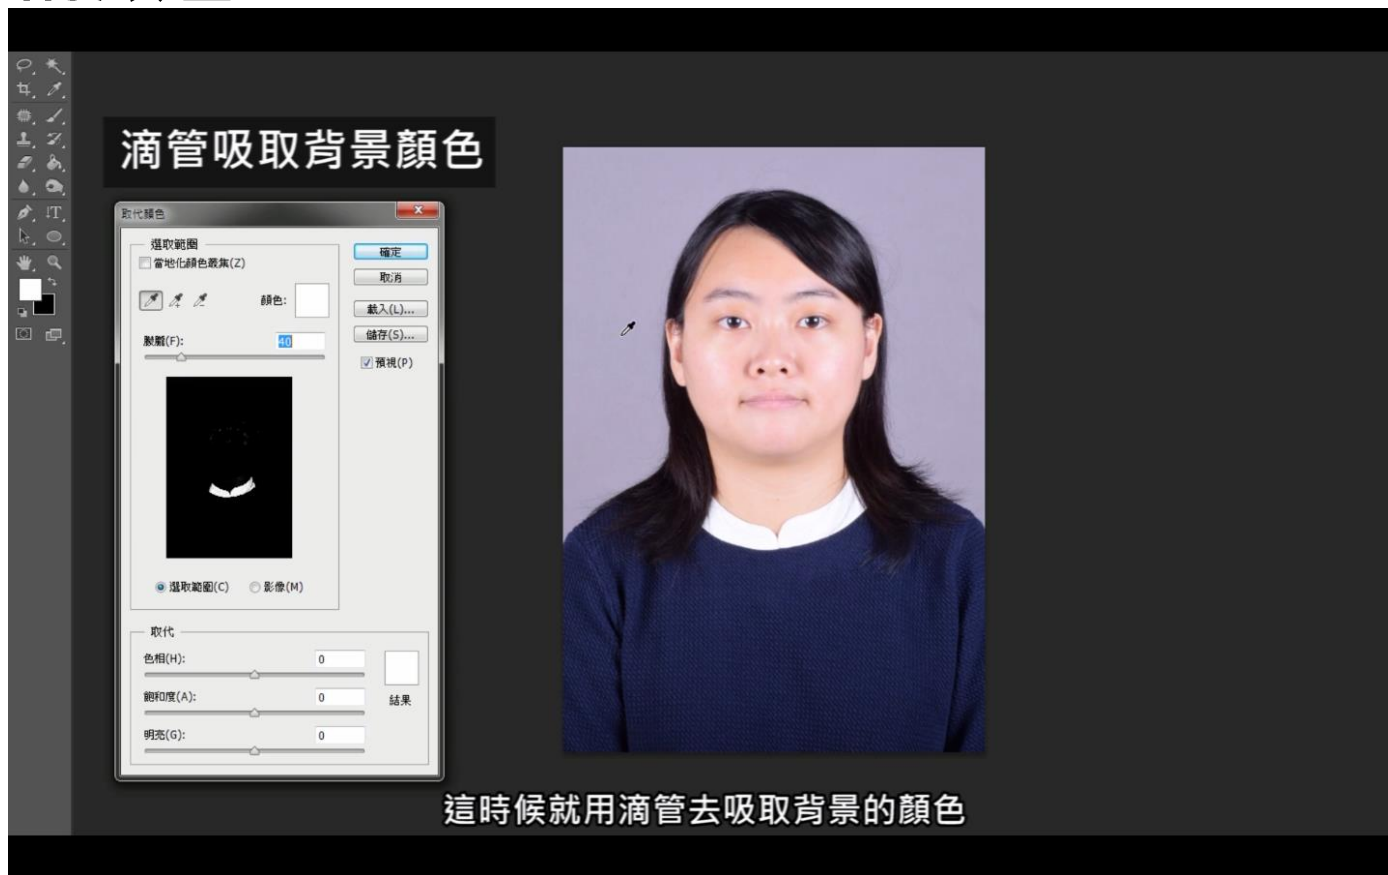 滴管吸取背景顏色
取代顏色
選取範圍
當地化顏色叢集(Z)
顏色:
朦朧(F):
40
選取範圍(C)
影像(M)
確定
取消
載入(L)...
儲存(S)...
預視(P)
取代
色相(H):
0
飽和度(A):
0
明亮(G):
0
結果
這時候就用滴管去吸取背景的顏色